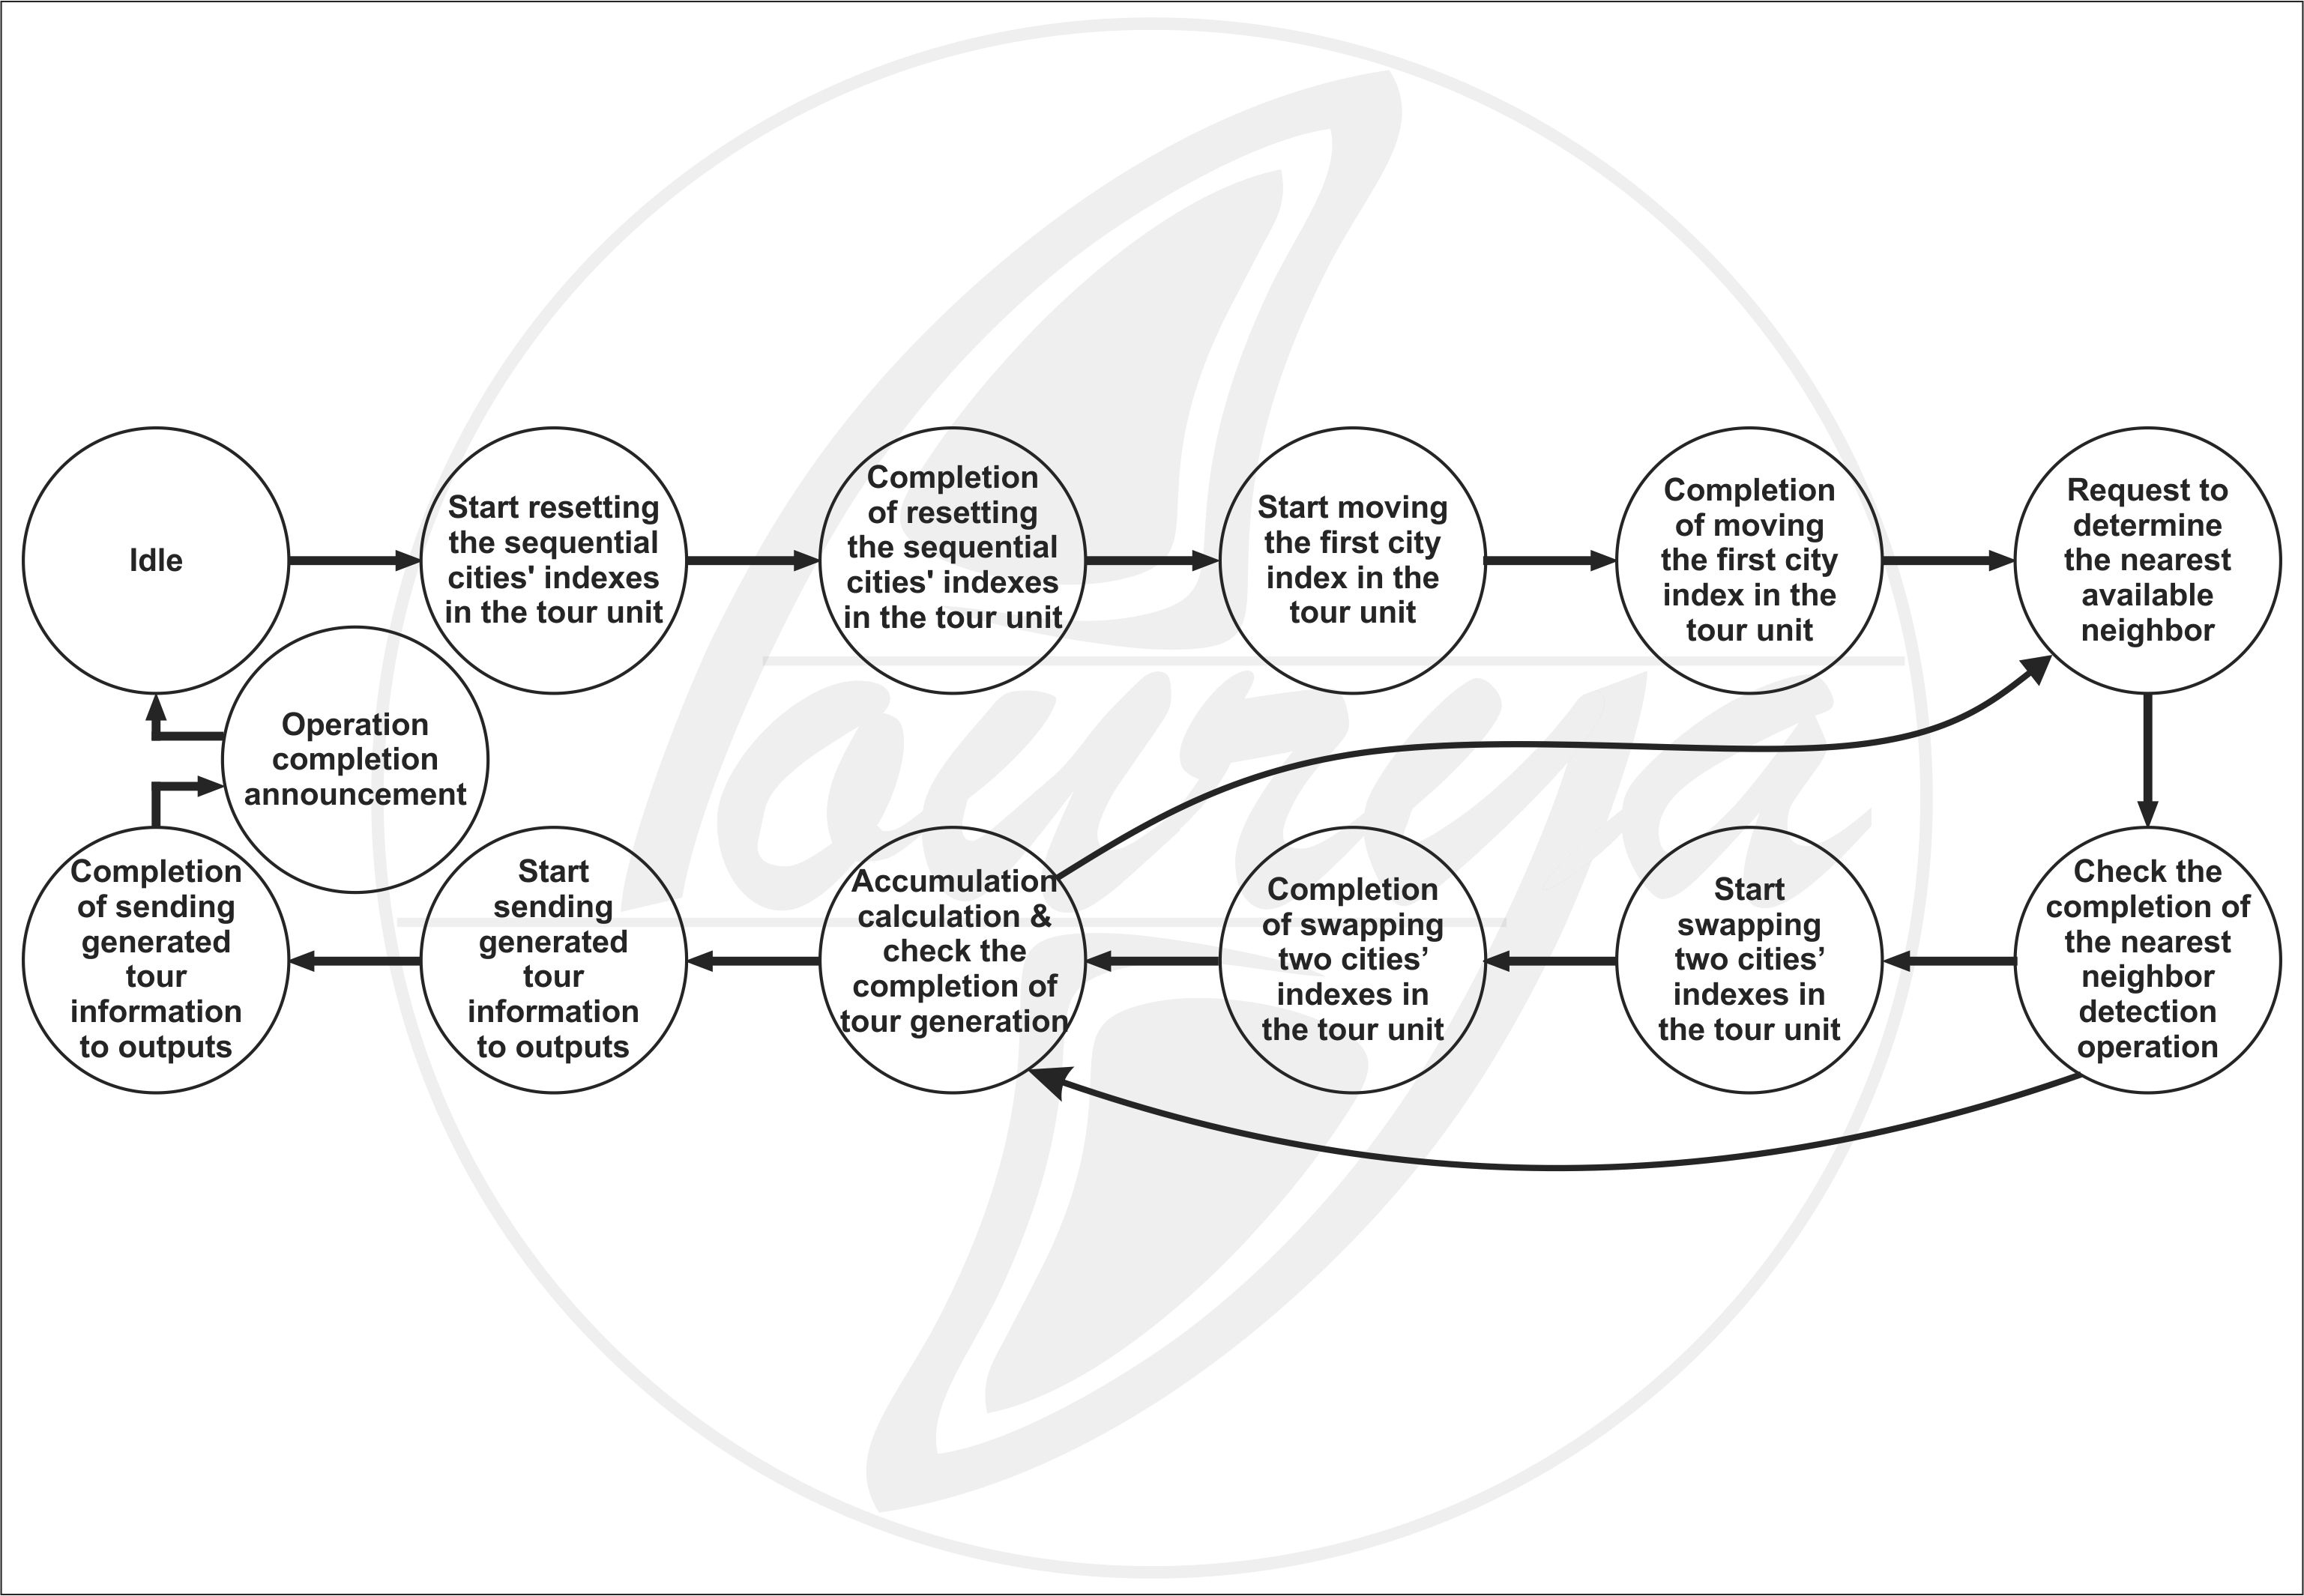 Idle
Start resetting
the sequential
cities' indexes
in the tour unit
Completion
of resetting
the sequential
cities' indexes
in the tour unit
Start moving
the first city
index in the
tour unit
Completion
of moving
the first city
index in the
tour unit
Request to
determine
the nearest
available
neighbor
Operation
completion
announcement
Completion
of sending
generated
tour
information
to outputs
Start
sending
generated
tour
information
to outputs
Accumulation
calculation &
check the
completion of
tour generation
Completion
of swapping
two cities’
indexes in
the tour unit
Start
swapping
two cities’
indexes in
the tour unit
Check the
completion of
the nearest
neighbor
detection
operation